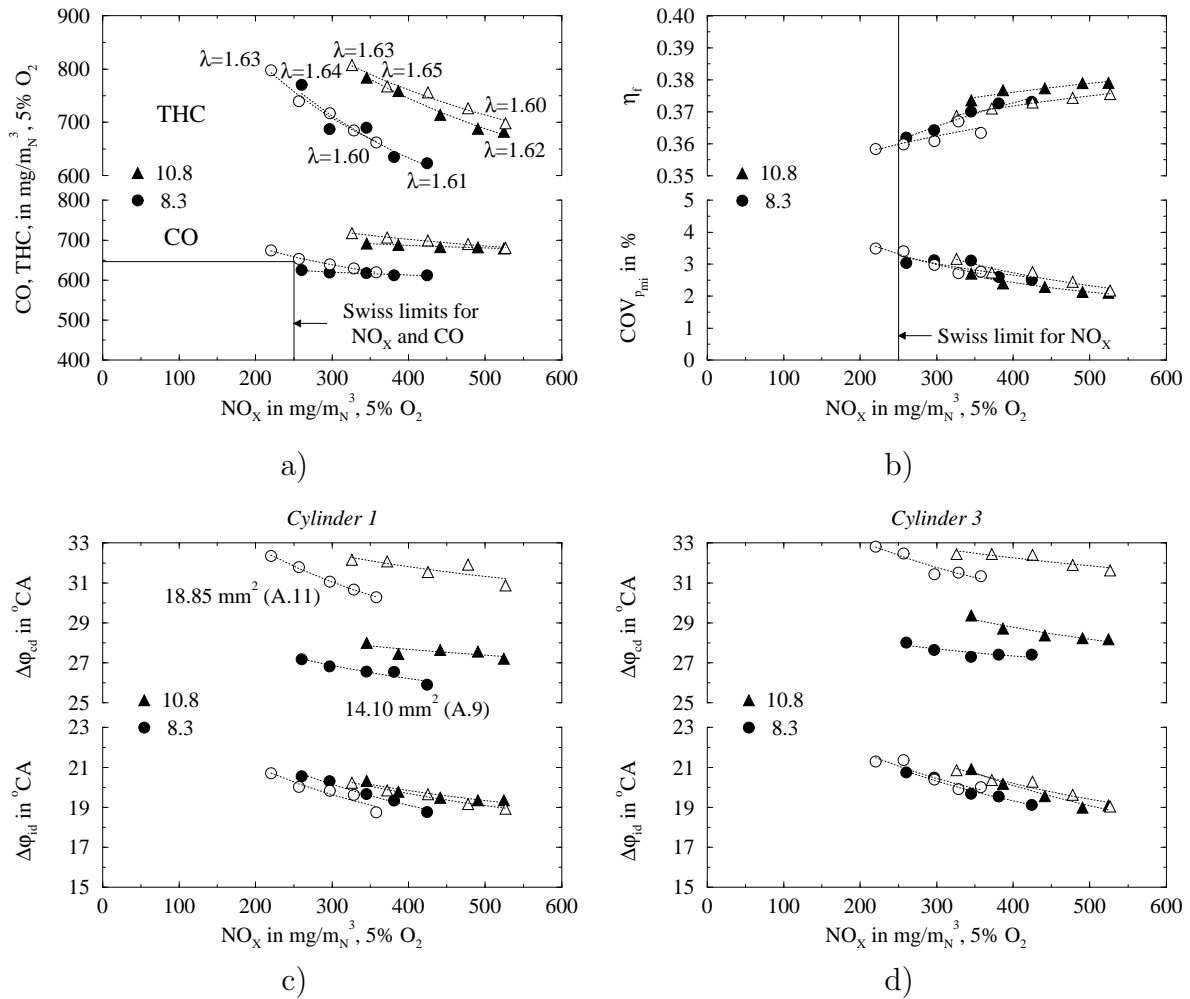 900
800
700
600
800
700
600
500
400
CO, THC, in mg/m_N^3, 5% O_2
λ=1.63
λ=1.64
λ=1.63
λ=1.65
λ=1.60
λ=1.62
λ=1.60
λ=1.61
THC
10.8
8.3
CO
Swiss limits for
NO_X and CO
0 100 200 300 400 500 600
NO_X in mg/m_N^3, 5% O_2
a)
0.40
0.39
0.38
0.37
0.36
0.35
η_f
10.8
8.3
5
4
3
2
1
0
COV_{p_mi} in %
Swiss limit for NO_X
0 100 200 300 400 500 600
NO_X in mg/m_N^3, 5% O_2
b)
Cylinder 1
33
31
29
27
25
Δφ_cd in °CA
18.85 mm^2 (A.11)
14.10 mm^2 (A.9)
10.8
8.3
23
21
19
17
15
Δφ_id in °CA
0 100 200 300 400 500 600
NO_X in mg/m_N^3, 5% O_2
c)
Cylinder 3
33
31
29
27
25
Δφ_cd in °CA
10.8
8.3
23
21
19
17
15
Δφ_id in °CA
0 100 200 300 400 500 600
NO_X in mg/m_N^3, 5% O_2
d)